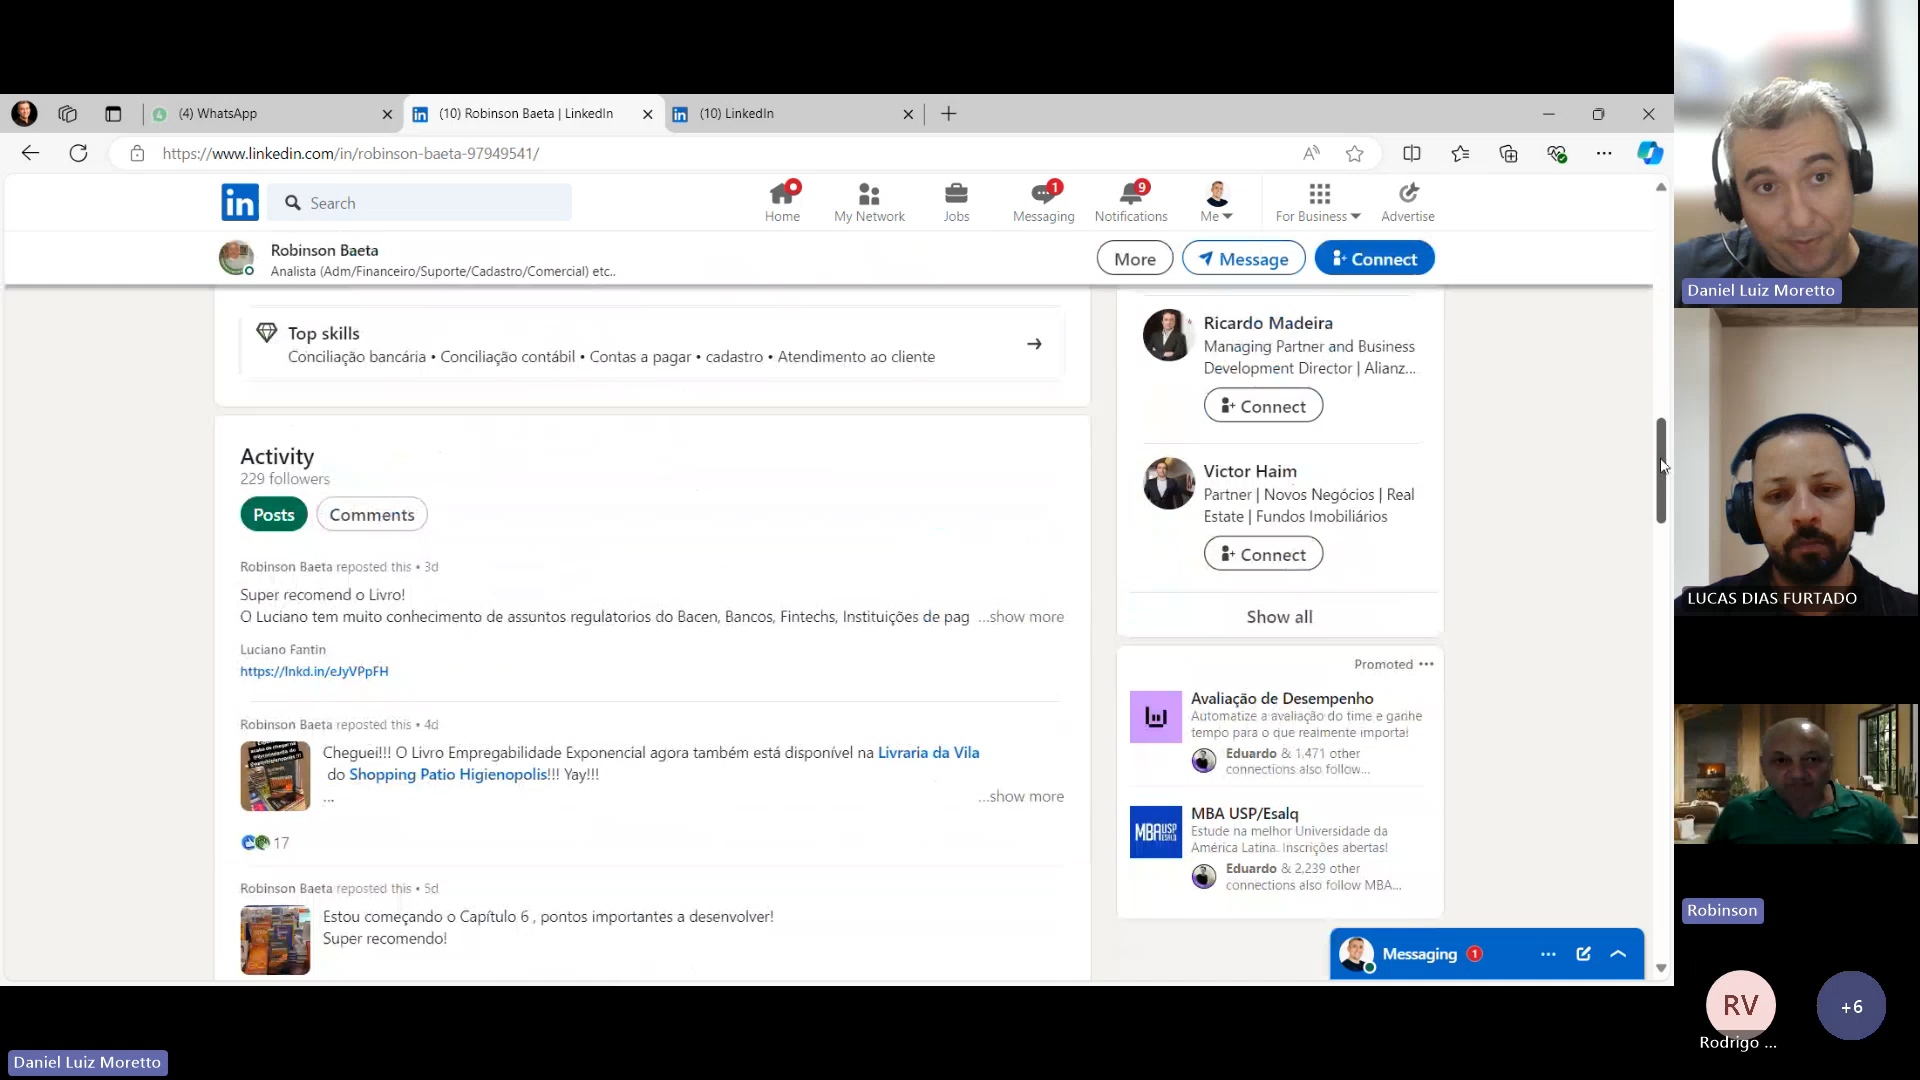 (4) WhatsApp
(10) Robinson Baeta | LinkedIn
(10) LinkedIn
https://www.linkedin.com/in/robinson-baeta-97949541/
in
Search
Home
My Network
Jobs
1
Messaging
9
Notifications
Me
For Business
Advertise
Robinson Baeta
Analista (Adm/Financeiro/Suporte/Cadastro/Comercial) etc..
More
Message
Connect
Top skills
Conciliação bancária • Conciliação contábil • Contas a pagar • cadastro • Atendimento ao cliente
Activity
229 followers
Posts
Comments
Robinson Baeta reposted this • 3d
Super recomend o Livro!
O Luciano tem muito conhecimento de assuntos regulatorios do Bacen, Bancos, Fintechs, Instituições de pag ...show more
Luciano Fantin
https://lnkd.in/eJyVPpFH
Robinson Baeta reposted this • 4d
Cheguei!!! O Livro Empregabilidade Exponencial agora também está disponível na Livraria da Vila
do Shopping Patio Higienopolis!!! Yay!!!
...
...show more
17
Robinson Baeta reposted this • 5d
Estou começando o Capítulo 6 , pontos importantes a desenvolver!
Super recomendo!
Ricardo Madeira
Managing Partner and Business
Development Director | Alianz...
Connect
Victor Haim
Partner | Novos Negócios | Real
Estate | Fundos Imobiliários
Connect
Show all
Promoted
Avaliação de Desempenho
Automatize a avaliação do time e ganhe
tempo para o que realmente importa!
Eduardo & 1,471 other
connections also follow...
MBA USP/Esalq
Estude na melhor Universidade da
América Latina. Inscrições abertas!
Eduardo & 2,239 other
connections also follow MBA...
Messaging 1
Daniel Luiz Moretto
LUCAS DIAS FURTADO
Robinson
RV
Rodrigo ...
+6
Daniel Luiz Moretto